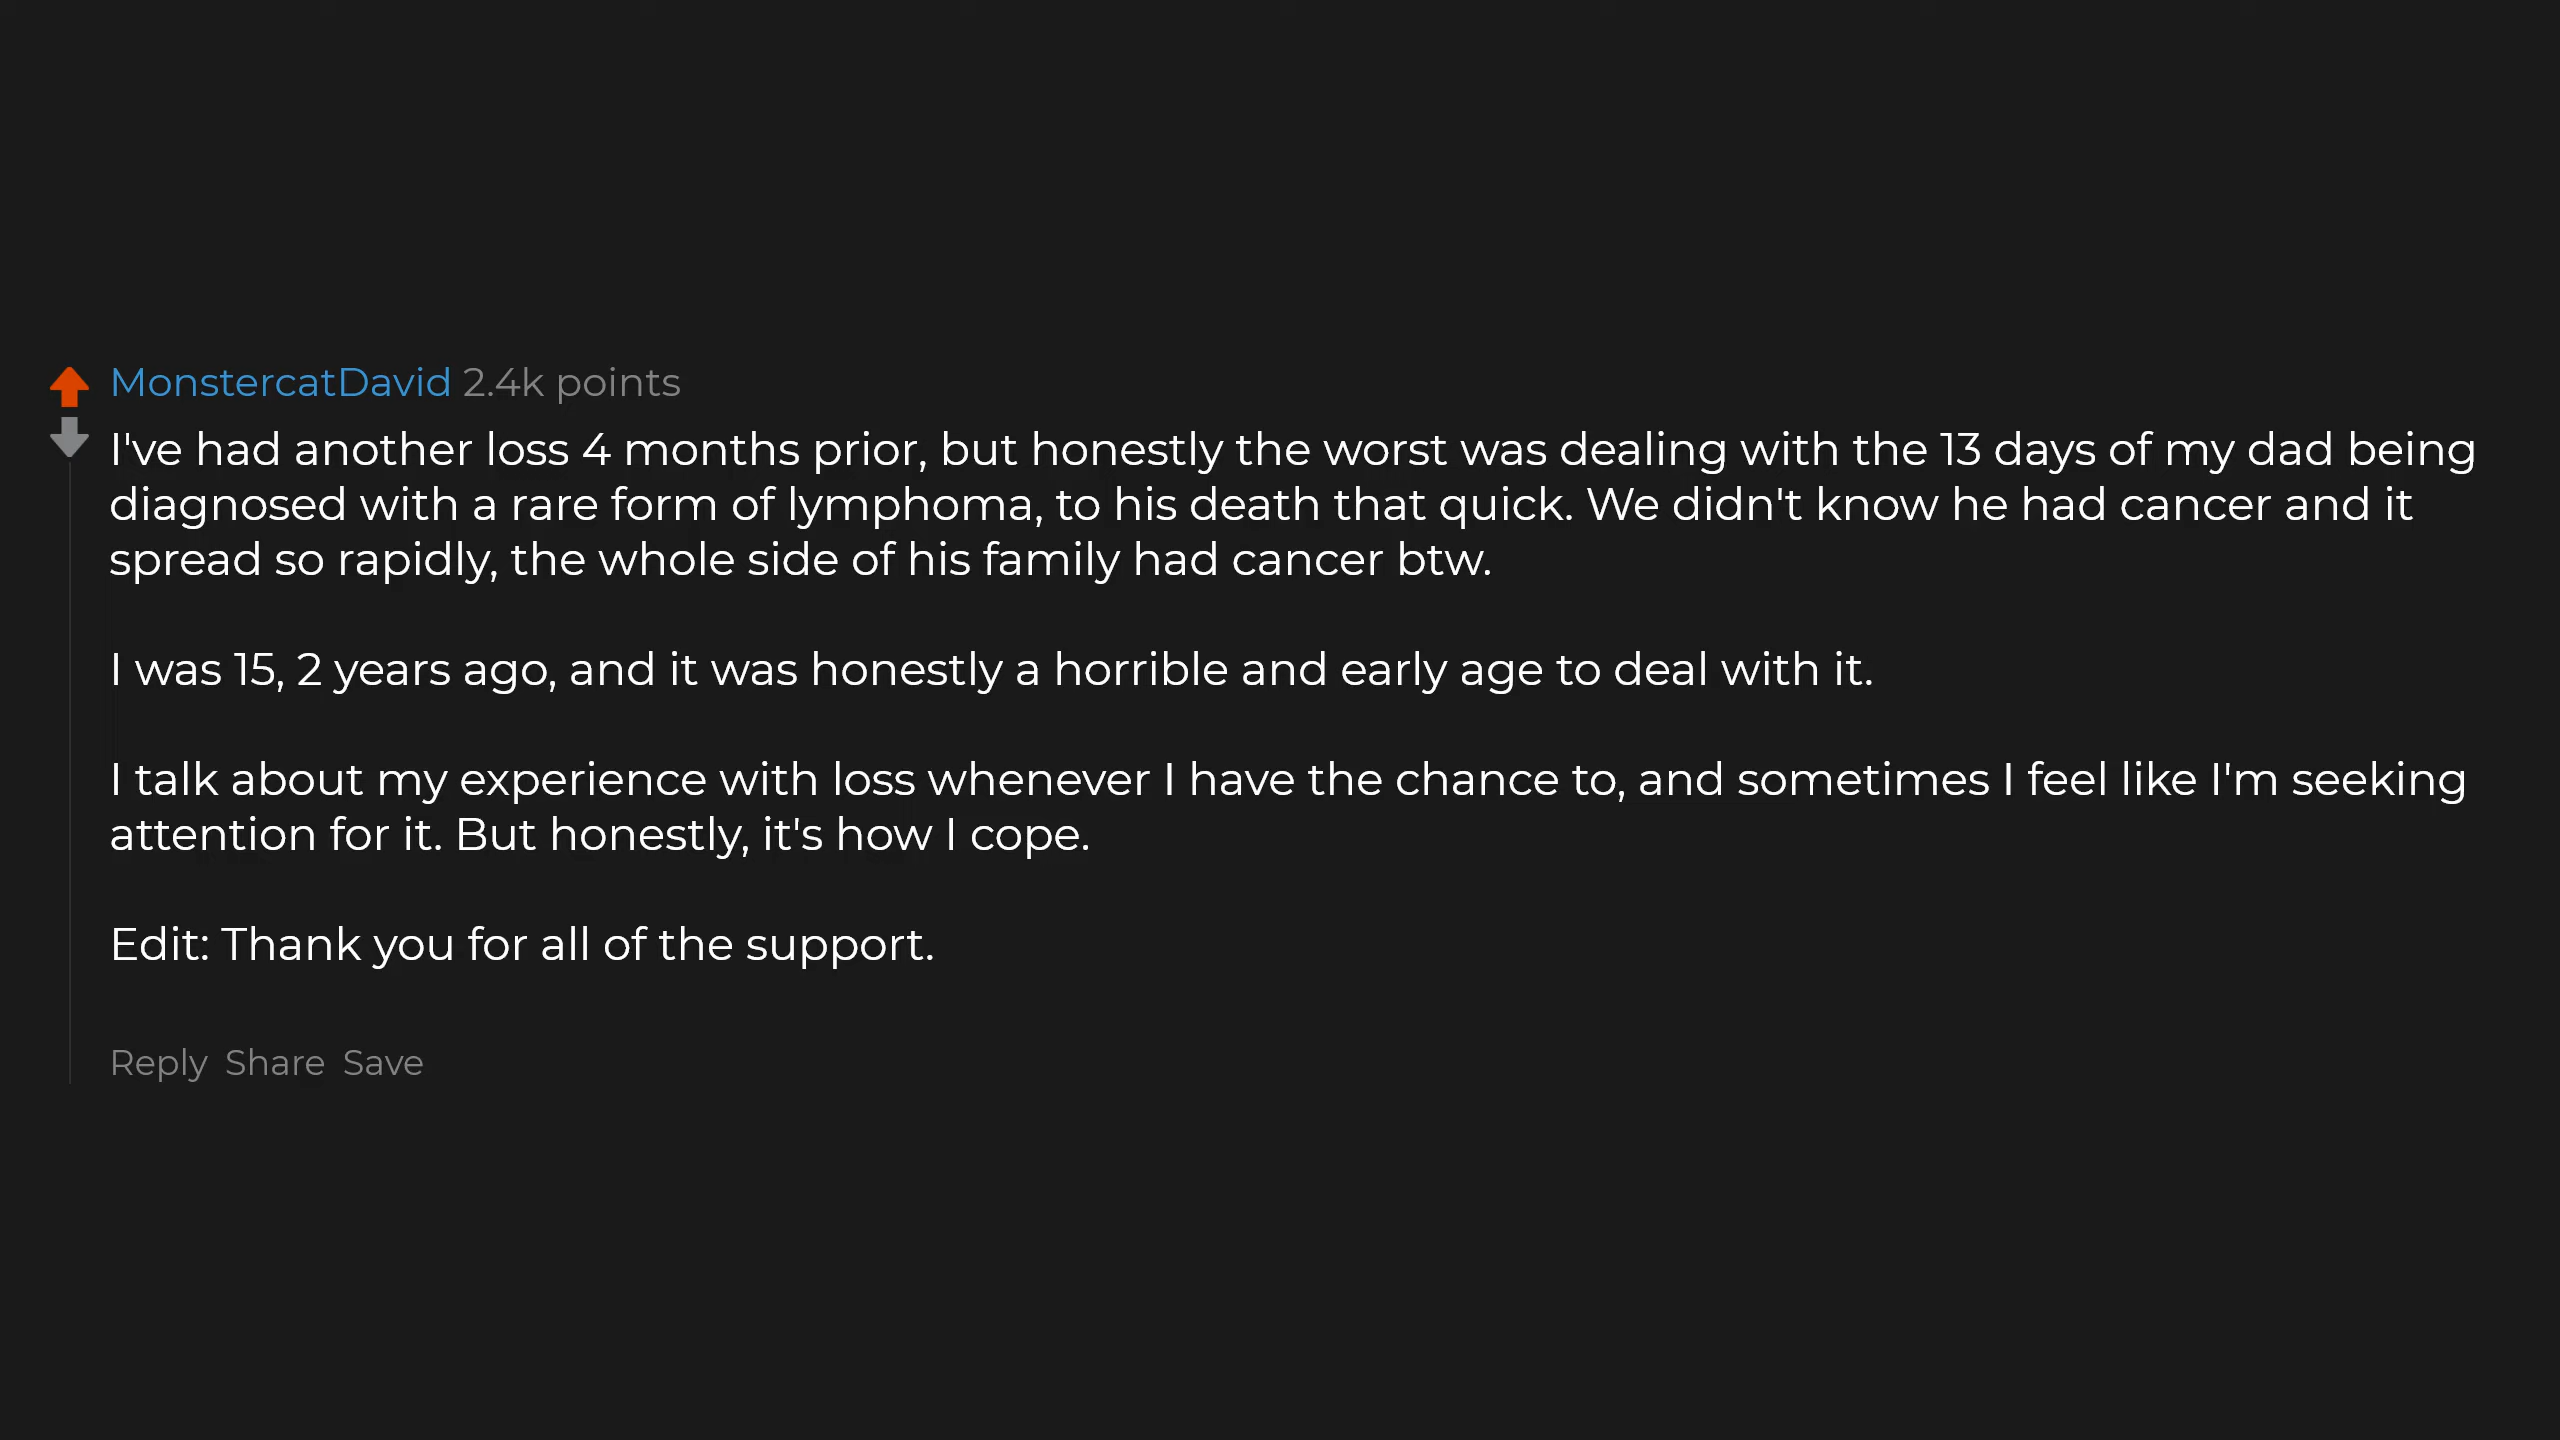 MonstercatDavid 2.4k points
I've had another loss 4 months prior, but honestly the worst was dealing with the 13 days of my dad being
diagnosed with a rare form of lymphoma, to his death that quick. We didn't know he had cancer and it
spread so rapidly, the whole side of his family had cancer btw.
I was 15, 2 years ago, and it was honestly a horrible and early age to deal with it.
I talk about my experience with loss whenever I have the chance to, and sometimes I feel like I'm seeking
attention for it. But honestly, it's how I cope.
Edit: Thank you for all of the support.
Reply Share Save